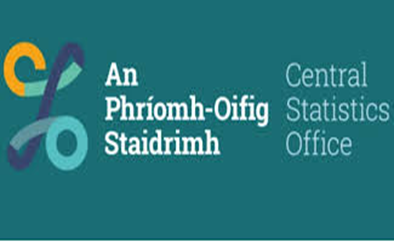 An
Phríomh-Oifig
Staidrimh
Central
Statistics
Office